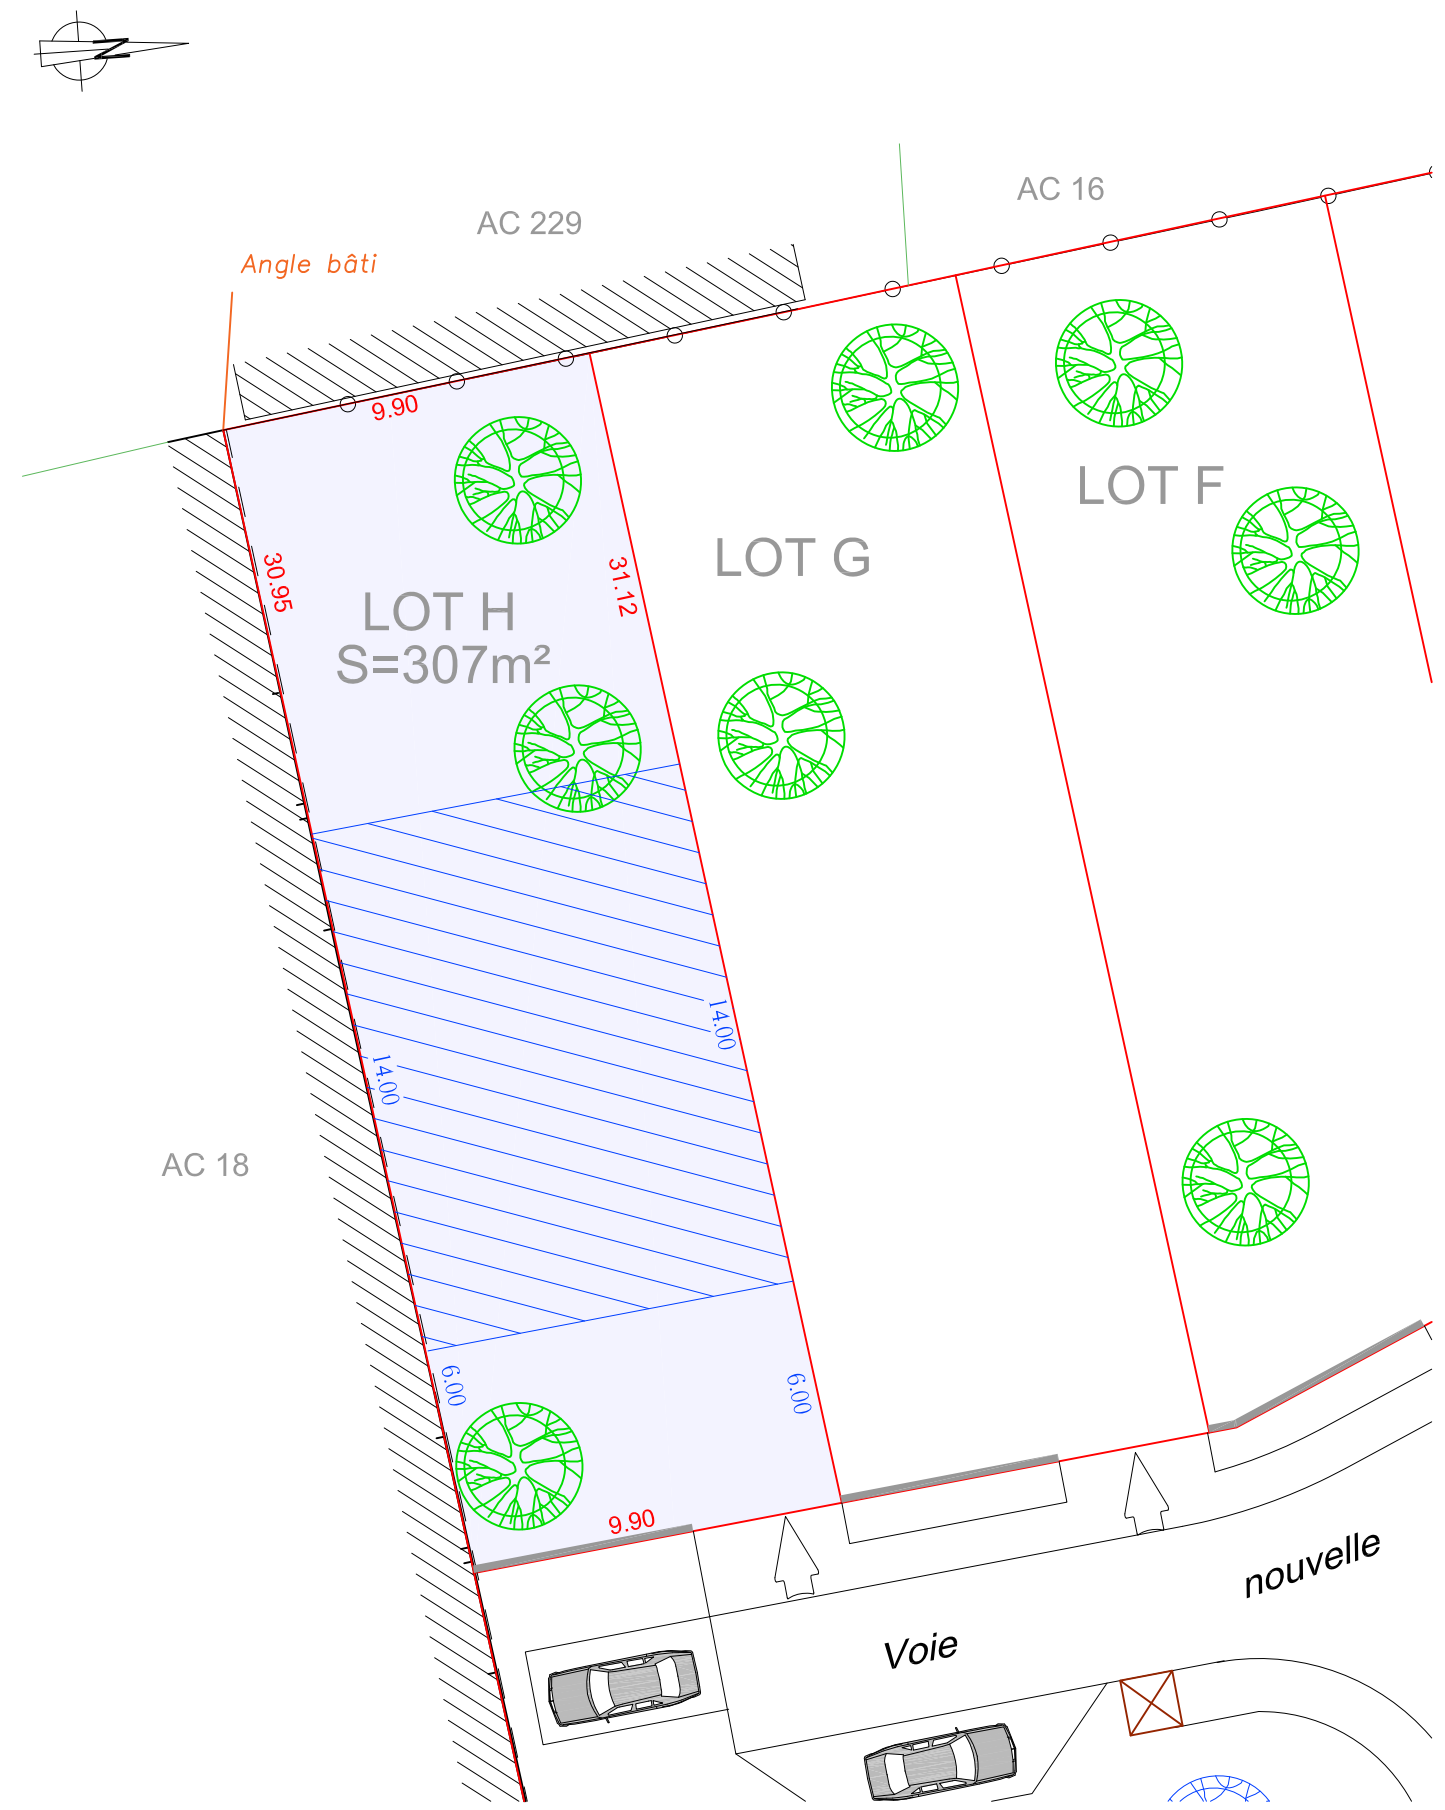 N
AC 16
AC 229
Angle bâti
9.90
LOT F
LOT G
30.95
31.12
LOT H
S=307m²
14.00
14.00
AC 18
6.00
6.00
9.90
nouvelle
Voie